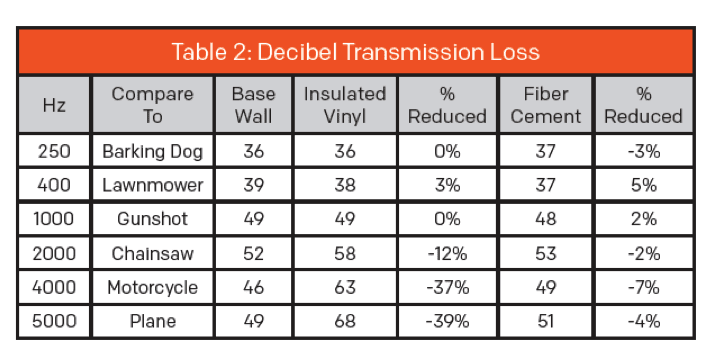 Table 2: Decibel Transmission Loss
Hz Compare To Base Wall Insulated Vinyl % Reduced Fiber Cement % Reduced
250 Barking Dog 36 36 0% 37 -3%
400 Lawnmower 39 38 3% 37 5%
1000 Gunshot 49 49 0% 48 2%
2000 Chainsaw 52 58 -12% 53 -2%
4000 Motorcycle 46 63 -37% 49 -7%
5000 Plane 49 68 -39% 51 -4%